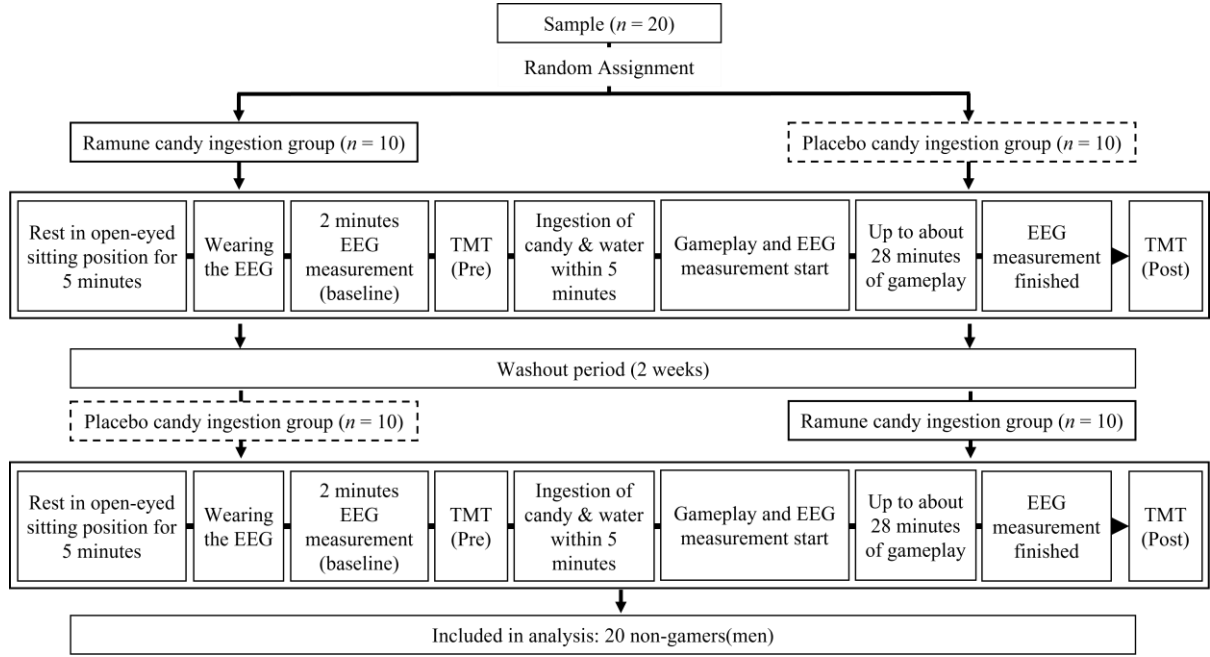 Sample (n = 20)
Random Assignment
Ramune candy ingestion group (n = 10)
Placebo candy ingestion group (n = 10)
Rest in open-eyed
sitting position for
5 minutes
Wearing
the EEG
2 minutes
EEG
measurement
(baseline)
TMT
(Pre)
Ingestion of
candy & water
within 5
minutes
Gameplay and EEG
measurement start
Up to about
28 minutes
of gameplay
EEG
measurement
finished
TMT
(Post)
Washout period (2 weeks)
Placebo candy ingestion group (n = 10)
Ramune candy ingestion group (n = 10)
Rest in open-eyed
sitting position for
5 minutes
Wearing
the EEG
2 minutes
EEG
measurement
(baseline)
TMT
(Pre)
Ingestion of
candy & water
within 5
minutes
Gameplay and EEG
measurement start
Up to about
28 minutes
of gameplay
EEG
measurement
finished
TMT
(Post)
Included in analysis: 20 non-gamers(men)